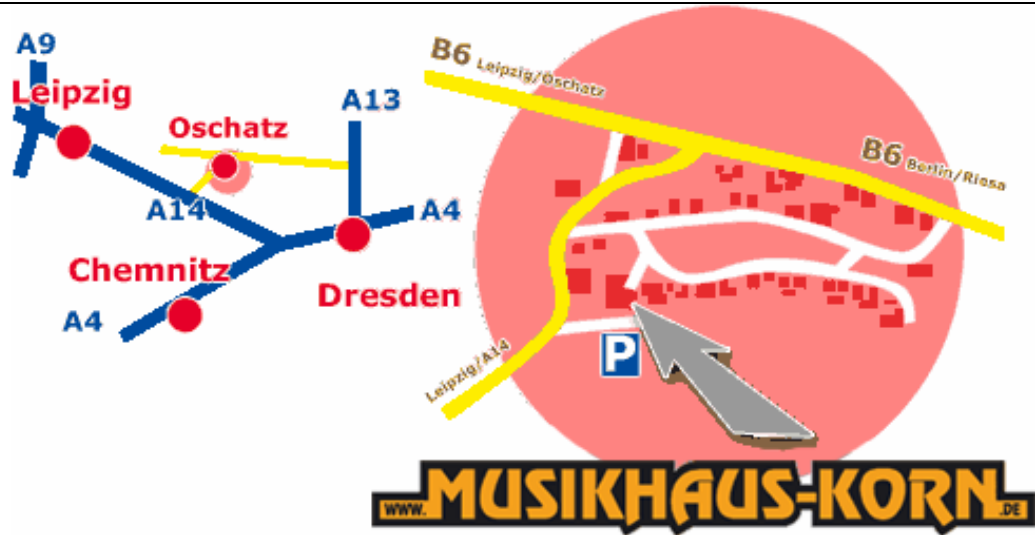 A9
Leipzig
Oschatz
A13
A14
A4
Chemnitz
Dresden
A4
B6 Leipzig/Oschatz
B6 Berlin/Riesa
Leipzig/A14
P
WWW.MUSIKHAUS-KORN.DE